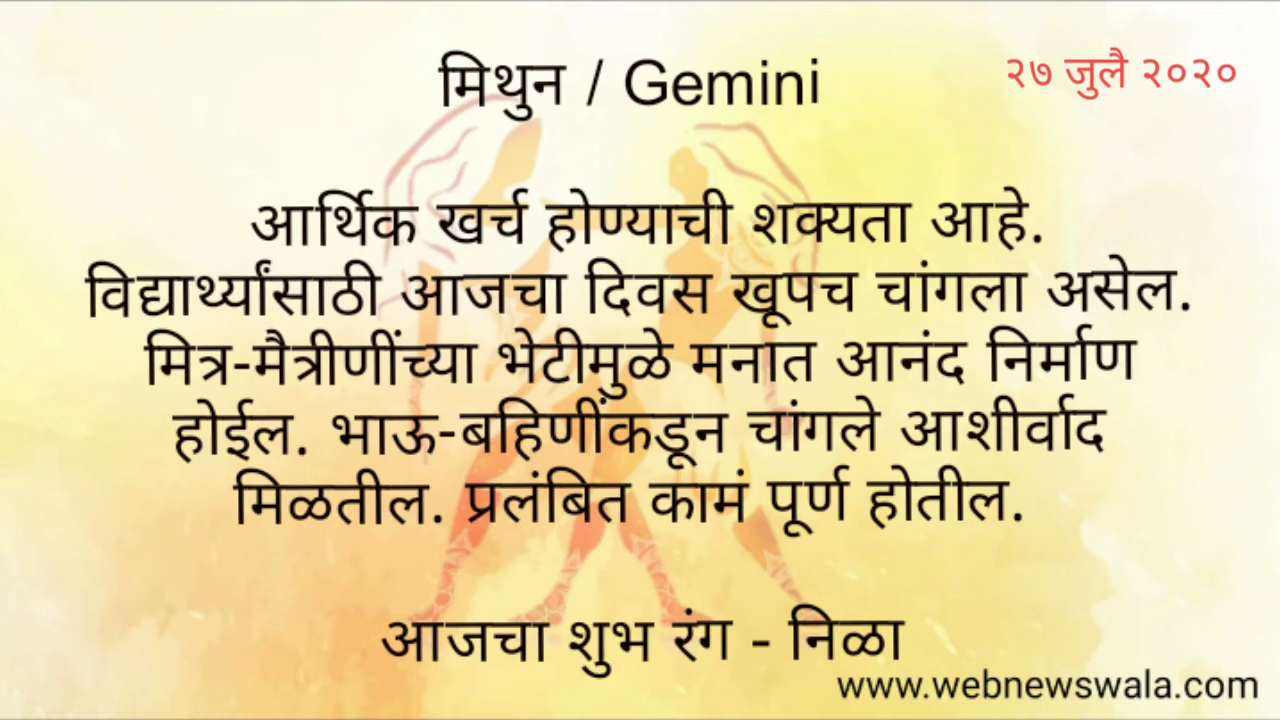 मिथुन / Gemini
२७ जुलै २०२०
आर्थिक खर्च होण्याची शक्यता आहे.
विद्यार्थ्यांसाठी आजचा दिवस खूपच चांगला असेल.
मित्र-मैत्रीणींच्या भेटीमुळे मनात आनंद निर्माण
होईल. भाऊ-बहिणींकडून चांगले आशीर्वाद
मिळतील. प्रलंबित कामं पूर्ण होतील.
आजचा शुभ रंग - निळा
www.webnewswala.com